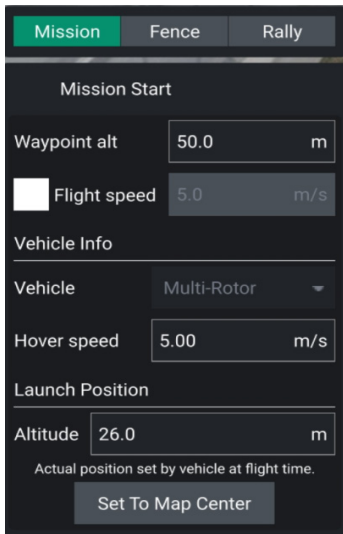 Mission Fence Rally
Mission Start
Waypoint alt 50.0 m
Flight speed 5.0 m/s
Vehicle Info
Vehicle Multi-Rotor
Hover speed 5.00 m/s
Launch Position
Altitude 26.0 m
Actual position set by vehicle at flight time.
Set To Map Center